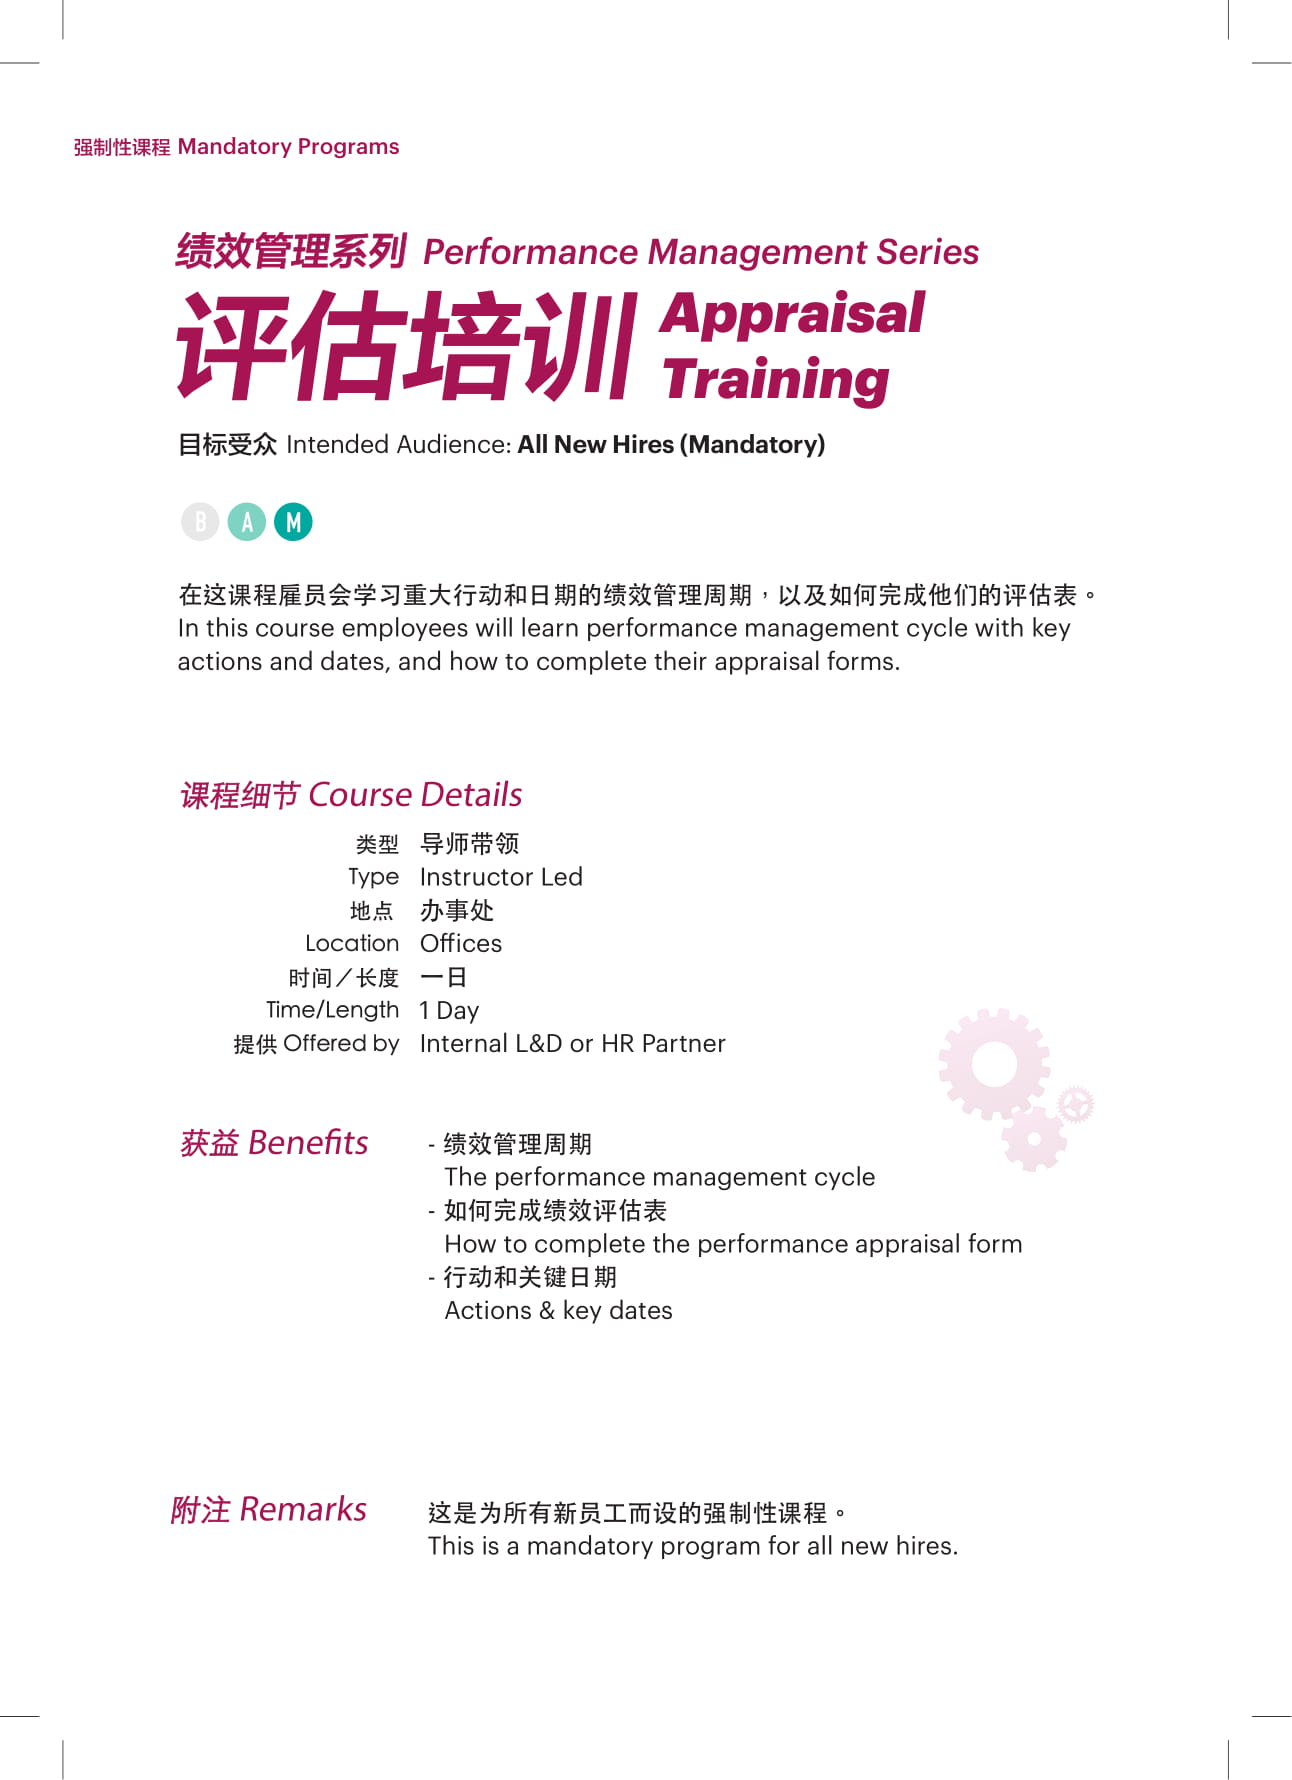 强制性课程 Mandatory Programs
绩效管理系列 Performance Management Series
评估培训 Appraisal
Training
目标受众 Intended Audience: All New Hires (Mandatory)
B A M
在这课程雇员会学习重大行动和日期的绩效管理周期，以及如何完成他们的评估表。
In this course employees will learn performance management cycle with key
actions and dates, and how to complete their appraisal forms.
课程细节 Course Details
类型 导师带领
Type Instructor Led
地点 办事处
Location Offices
时间／长度 一日
Time/Length 1 Day
提供 Offered by Internal L&D or HR Partner
获益 Benefits - 绩效管理周期
The performance management cycle
- 如何完成绩效评估表
How to complete the performance appraisal form
- 行动和关键日期
Actions & key dates
附注 Remarks 这是为所有新员工而设的强制性课程。
This is a mandatory program for all new hires.